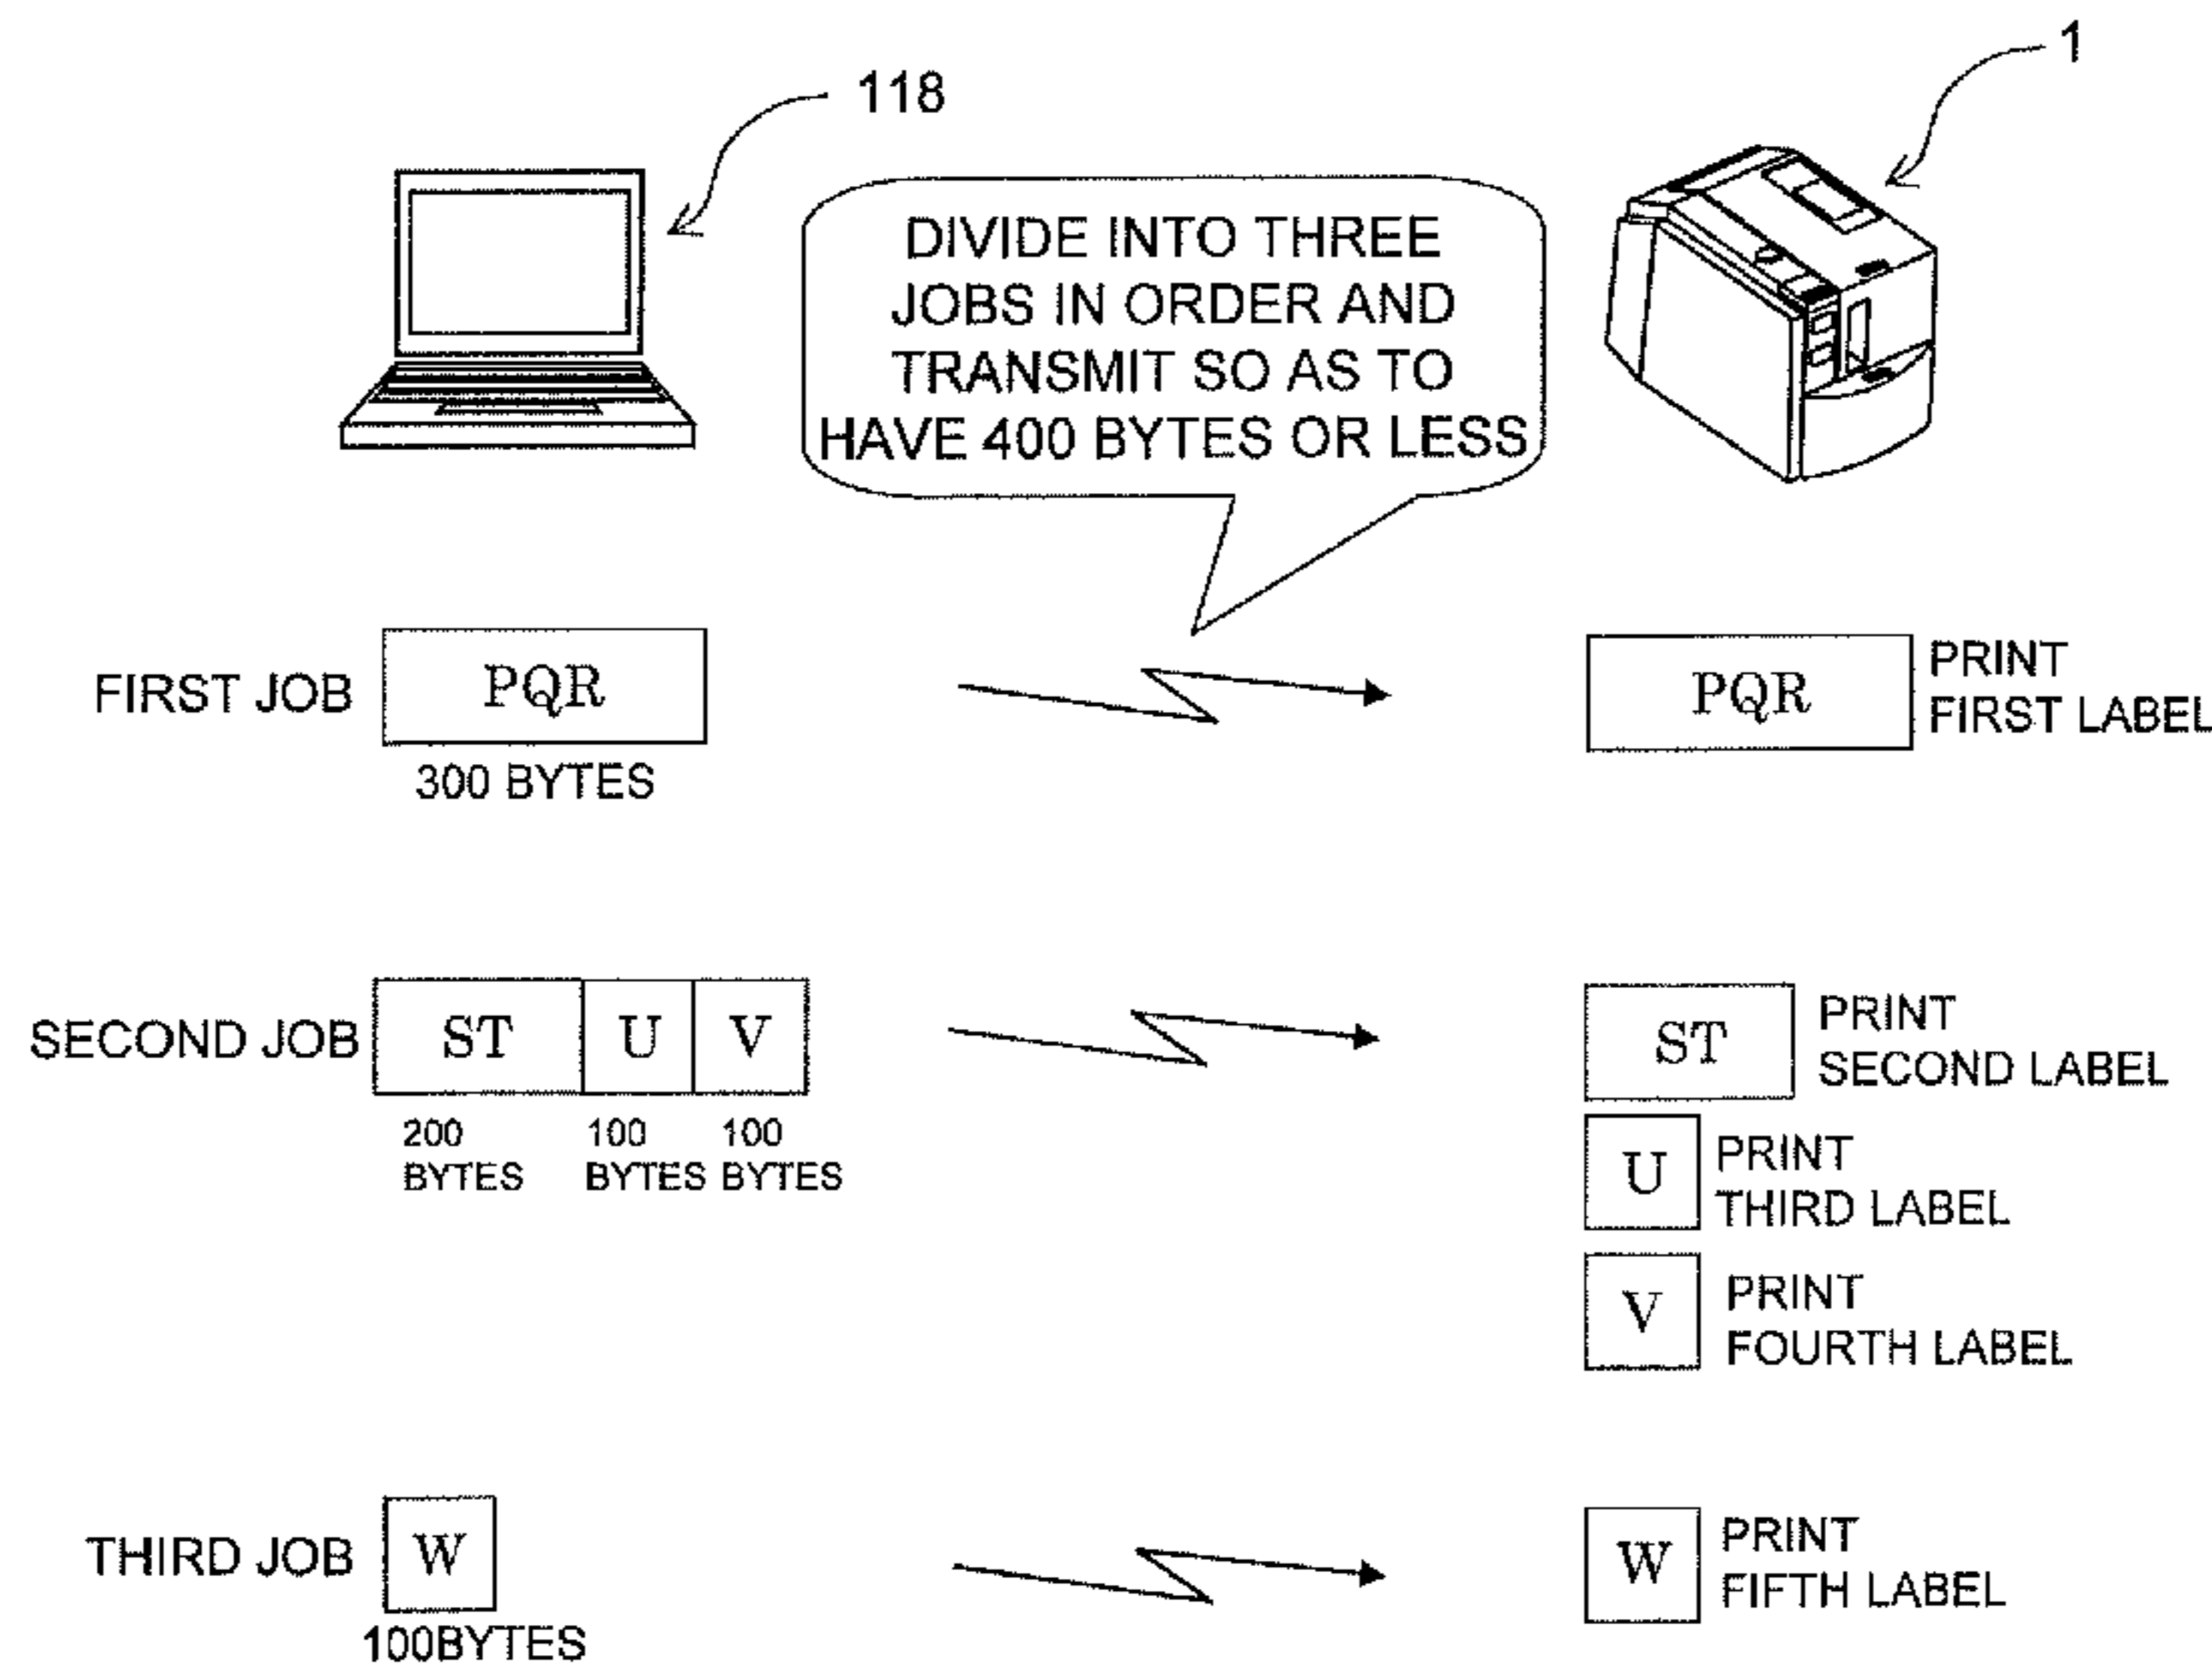 118
1
DIVIDE INTO THREE
JOBS IN ORDER AND
TRANSMIT SO AS TO
HAVE 400 BYTES OR LESS
FIRST JOB
PQR
300 BYTES
PQR
PRINT
FIRST LABEL
SECOND JOB
ST U V
200 100 100
BYTES BYTES BYTES
ST
PRINT
SECOND LABEL
U
PRINT
THIRD LABEL
V
PRINT
FOURTH LABEL
THIRD JOB
W
100BYTES
W
PRINT
FIFTH LABEL